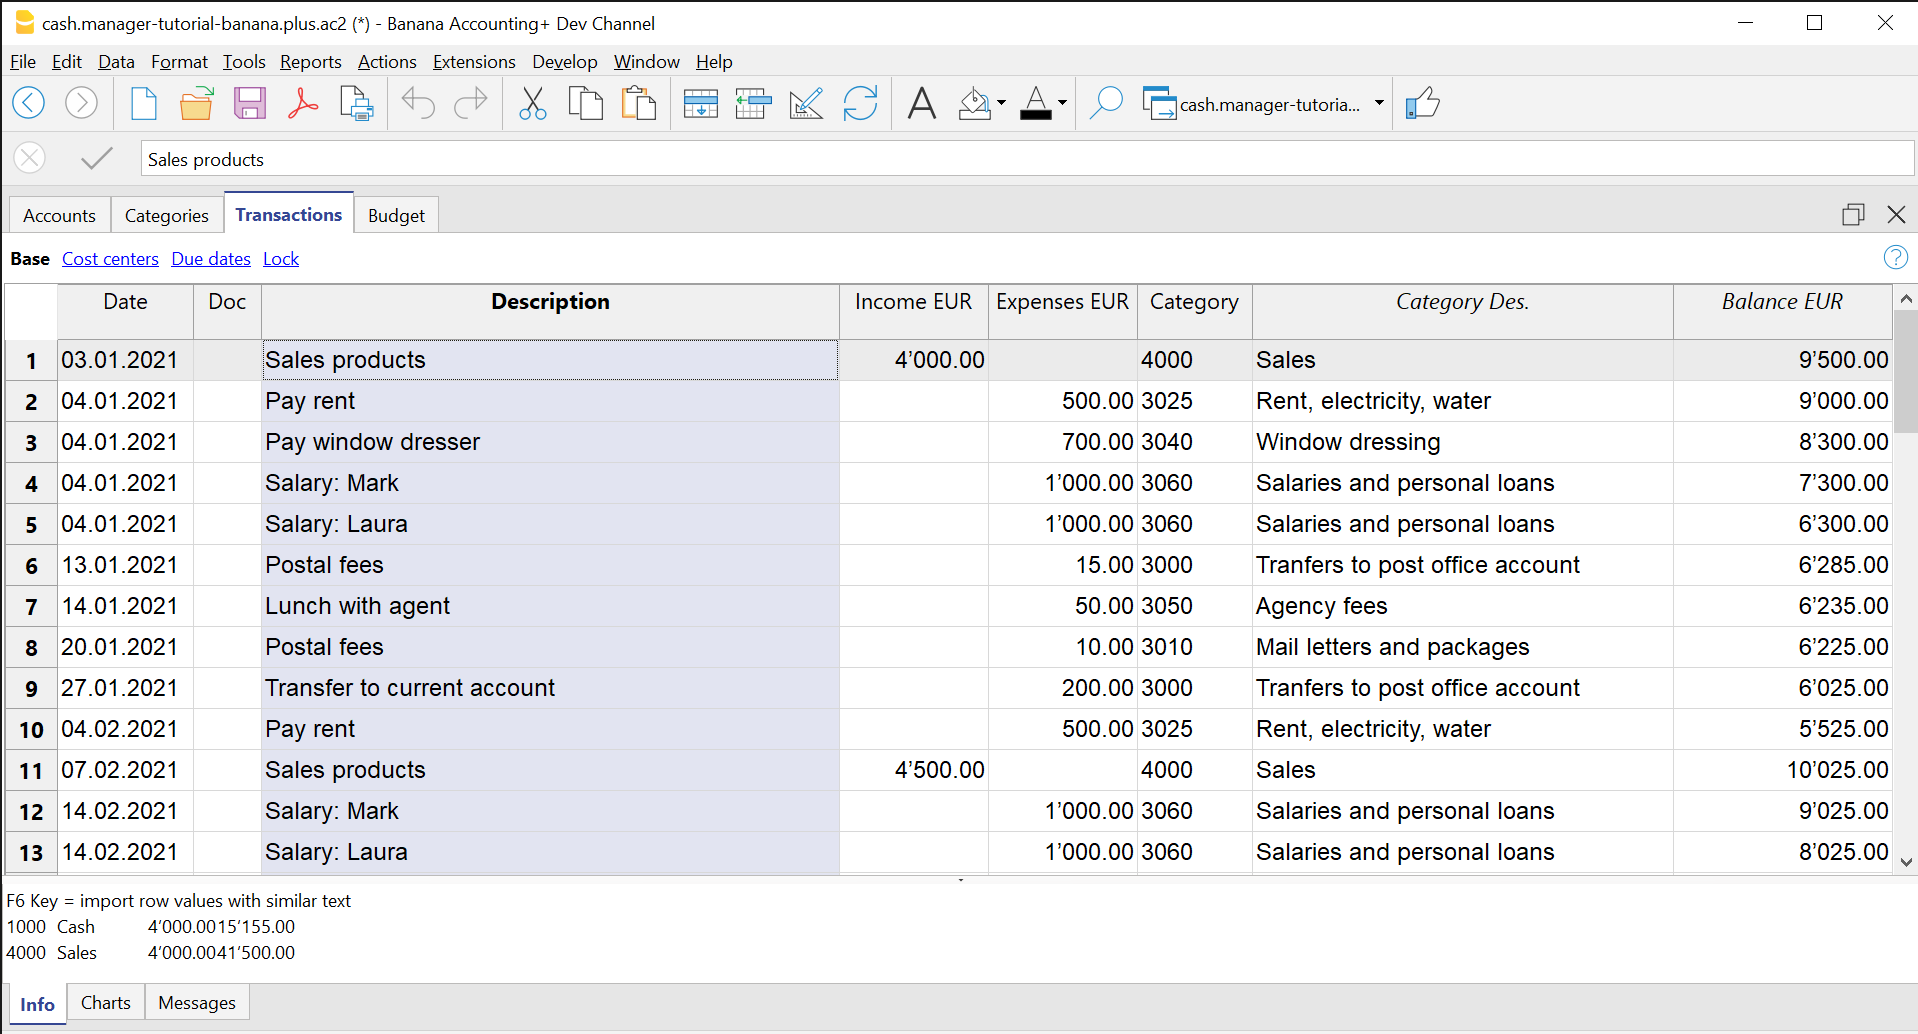 cash.manager-tutorial-banana.plus.ac2 (*) - Banana Accounting+ Dev Channel
File Edit Data Format Tools Reports Actions Extensions Develop Window Help
cash.manager-tutoria...
Sales products
Accounts Categories Transactions Budget
Base Cost centers Due dates Lock
Date Doc Description Income EUR Expenses EUR Category Category Des. Balance EUR
1 03.01.2021 Sales products 4’000.00 4000 Sales 9’500.00
2 04.01.2021 Pay rent 500.00 3025 Rent, electricity, water 9’000.00
3 04.01.2021 Pay window dresser 700.00 3040 Window dressing 8’300.00
4 04.01.2021 Salary: Mark 1’000.00 3060 Salaries and personal loans 7’300.00
5 04.01.2021 Salary: Laura 1’000.00 3060 Salaries and personal loans 6’300.00
6 13.01.2021 Postal fees 15.00 3000 Tranfers to post office account 6’285.00
7 14.01.2021 Lunch with agent 50.00 3050 Agency fees 6’235.00
8 20.01.2021 Postal fees 10.00 3010 Mail letters and packages 6’225.00
9 27.01.2021 Transfer to current account 200.00 3000 Tranfers to post office account 6’025.00
10 04.02.2021 Pay rent 500.00 3025 Rent, electricity, water 5’525.00
11 07.02.2021 Sales products 4’500.00 4000 Sales 10’025.00
12 14.02.2021 Salary: Mark 1’000.00 3060 Salaries and personal loans 9’025.00
13 14.02.2021 Salary: Laura 1’000.00 3060 Salaries and personal loans 8’025.00
F6 Key = import row values with similar text
1000 Cash 4’000.0015’155.00
4000 Sales 4’000.0041’500.00
Info Charts Messages